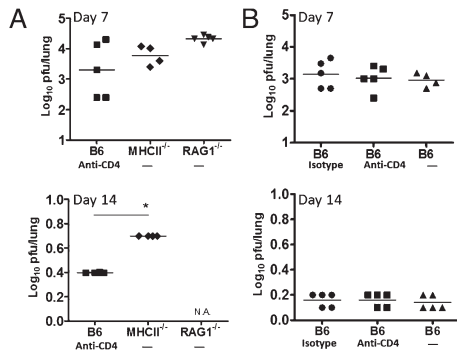 A
Day 7
Log10 pfu/lung
5
4
3
2
1
B6 MHCII-/- RAG1-/-
Anti-CD4 — —
Day 14
Log10 pfu/lung
1.0
0.8
0.6
0.4
0.2
0.0
*
N.A.
B6 MHCII-/- RAG1-/-
Anti-CD4 — —
B
Day 7
Log10 pfu/lung
5
4
3
2
1
B6 B6 B6
Isotype Anti-CD4 —
Day 14
Log10 pfu/lung
1.0
0.8
0.6
0.4
0.2
0.0
B6 B6 B6
Isotype Anti-CD4 —